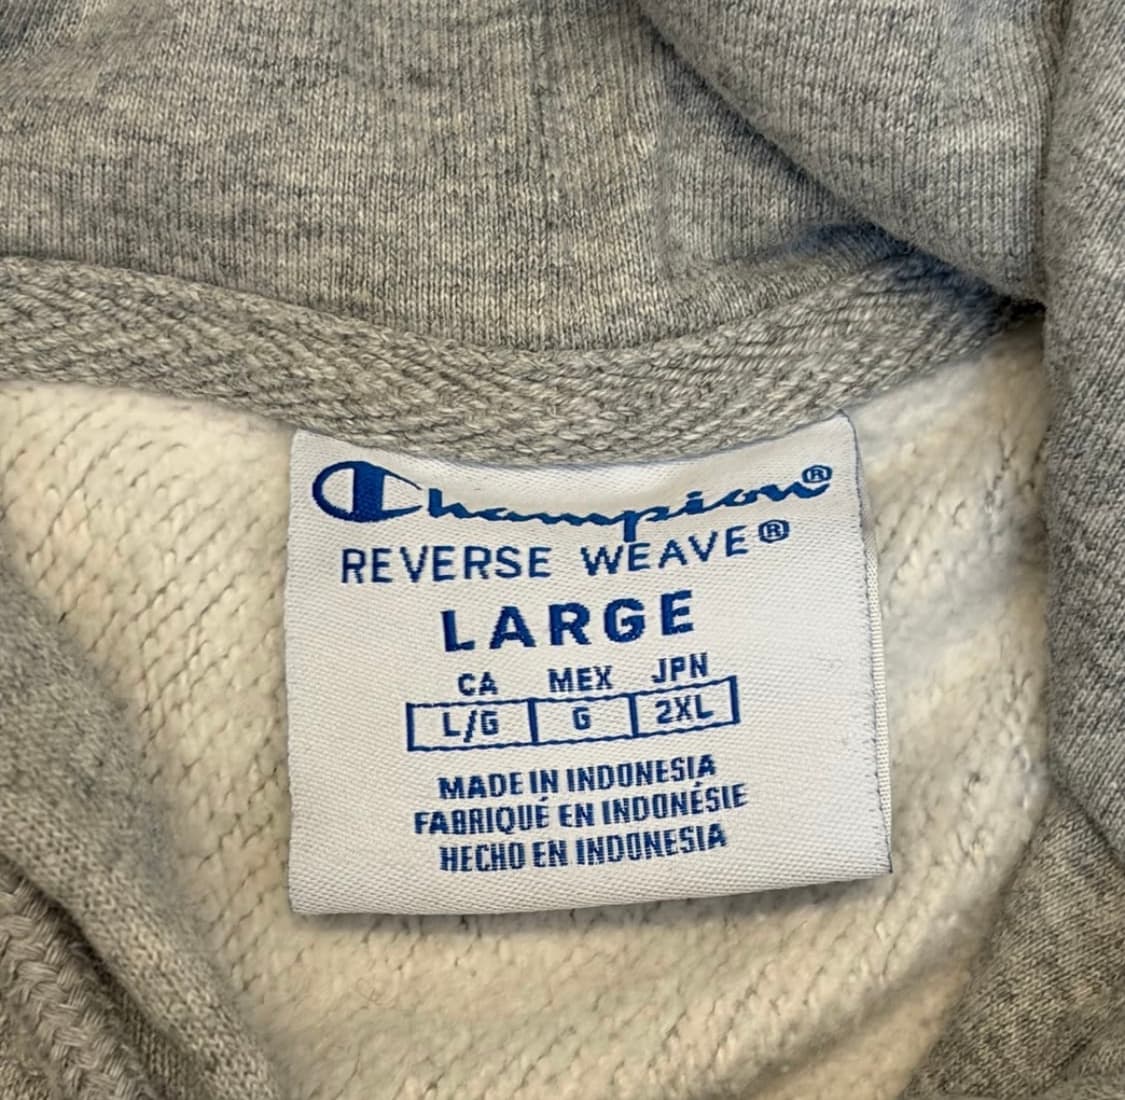 Champion®
REVERSE WEAVE®
LARGE
CA MEX JPN
L/G G 2XL
MADE IN INDONESIA
FABRIQUÉ EN INDONÉSIE
HECHO EN INDONESIA